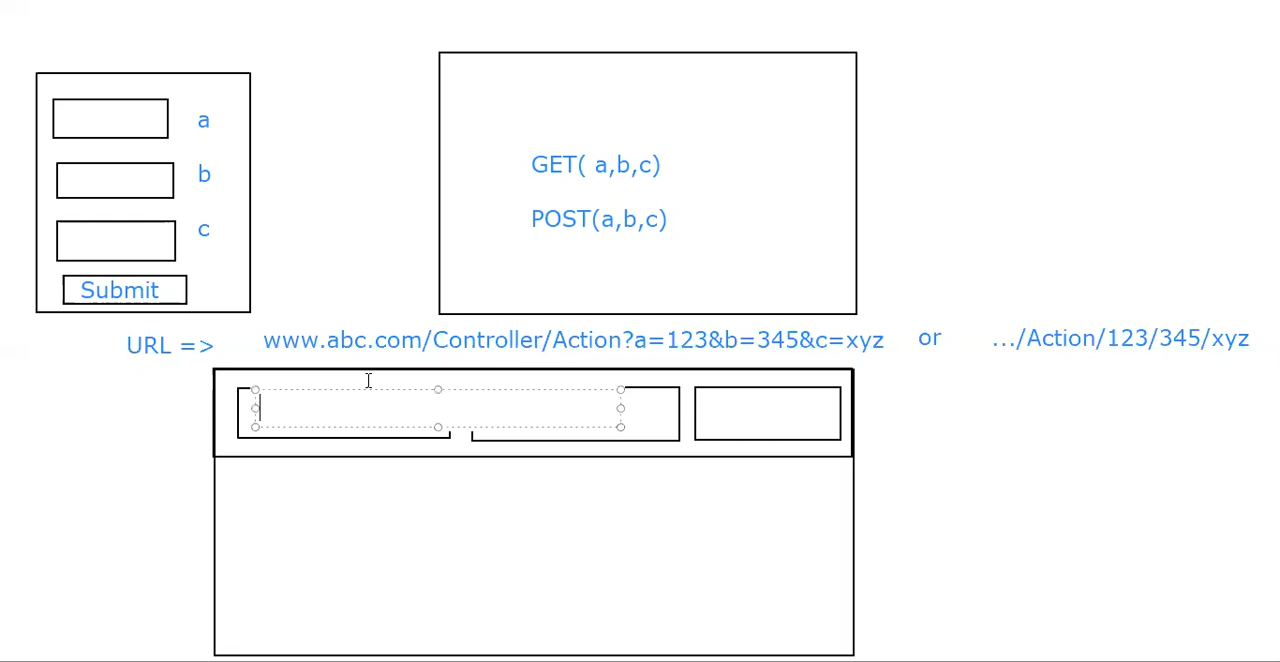 a
b
c
Submit
GET( a,b,c)
POST(a,b,c)
URL => www.abc.com/Controller/Action?a=123&b=345&c=xyz or .../Action/123/345/xyz